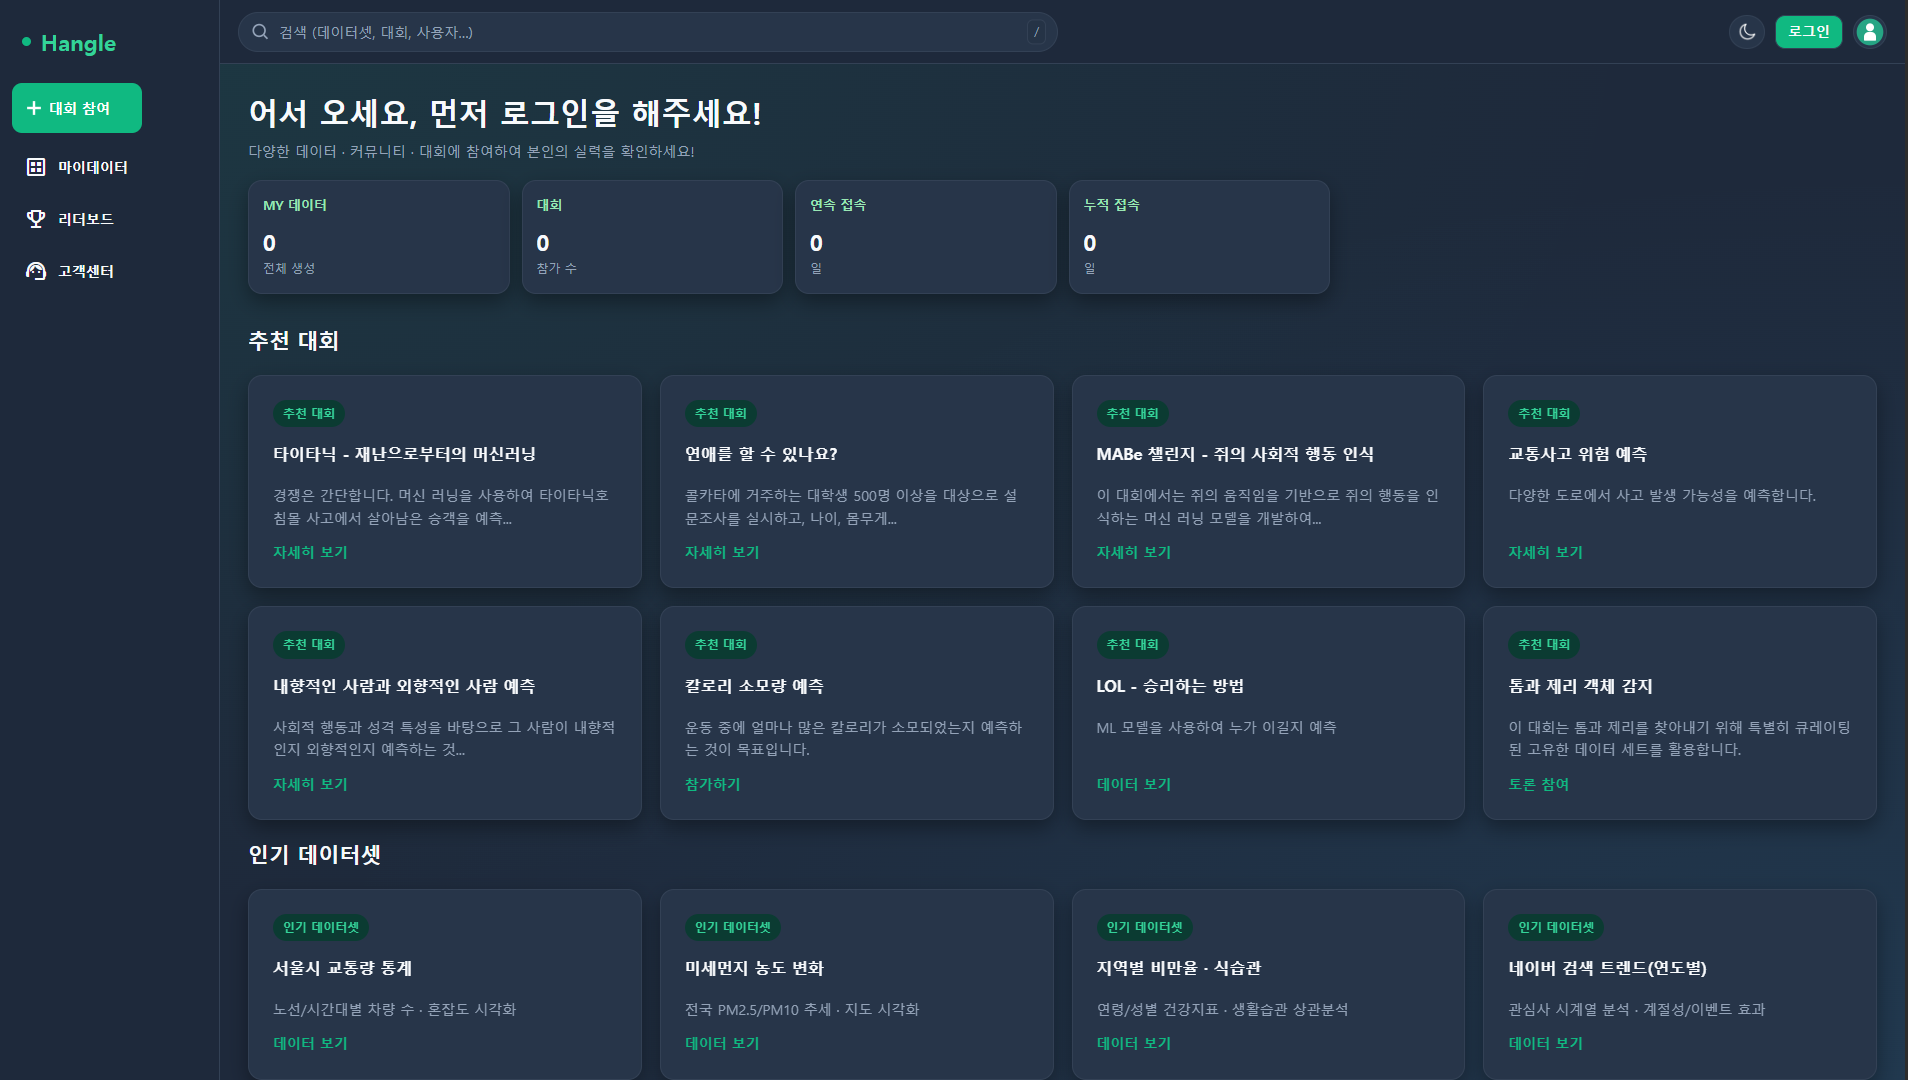 Hangle
대회 참여
마이데이터
리더보드
고객센터
검색 (데이터셋, 대회, 사용자...)
/
로그인
어서 오세요, 먼저 로그인을 해주세요!
다양한 데이터 · 커뮤니티 · 대회에 참여하여 본인의 실력을 확인하세요!
MY 데이터
0
전체 생성
대회
0
참가 수
연속 접속
0
일
누적 접속
0
일
추천 대회
추천 대회
타이타닉 - 재난으로부터의 머신러닝
경쟁은 간단합니다. 머신 러닝을 사용하여 타이타닉호
침몰 사고에서 살아남은 승객을 예측...
자세히 보기
추천 대회
연애를 할 수 있나요?
콜카타에 거주하는 대학생 500명 이상을 대상으로 설
문조사를 실시하고, 나이, 몸무게...
자세히 보기
추천 대회
MABe 챌린지 - 쥐의 사회적 행동 인식
이 대회에서는 쥐의 움직임을 기반으로 쥐의 행동을 인
식하는 머신 러닝 모델을 개발하여...
자세히 보기
추천 대회
교통사고 위험 예측
다양한 도로에서 사고 발생 가능성을 예측합니다.
자세히 보기
추천 대회
내향적인 사람과 외향적인 사람 예측
사회적 행동과 성격 특성을 바탕으로 그 사람이 내향적
인지 외향적인지 예측하는 것...
자세히 보기
추천 대회
칼로리 소모량 예측
운동 중에 얼마나 많은 칼로리가 소모되었는지 예측하
는 것이 목표입니다.
참가하기
추천 대회
LOL - 승리하는 방법
ML 모델을 사용하여 누가 이길지 예측
데이터 보기
추천 대회
톰과 제리 객체 감지
이 대회는 톰과 제리를 찾아내기 위해 특별히 큐레이팅
된 고유한 데이터 세트를 활용합니다.
토론 참여
인기 데이터셋
인기 데이터셋
서울시 교통량 통계
노선/시간대별 차량 수 · 혼잡도 시각화
데이터 보기
인기 데이터셋
미세먼지 농도 변화
전국 PM2.5/PM10 추세 · 지도 시각화
데이터 보기
인기 데이터셋
지역별 비만율 · 식습관
연령/성별 건강지표 · 생활습관 상관분석
데이터 보기
인기 데이터셋
네이버 검색 트렌드(연도별)
관심사 시계열 분석 · 계절성/이벤트 효과
데이터 보기